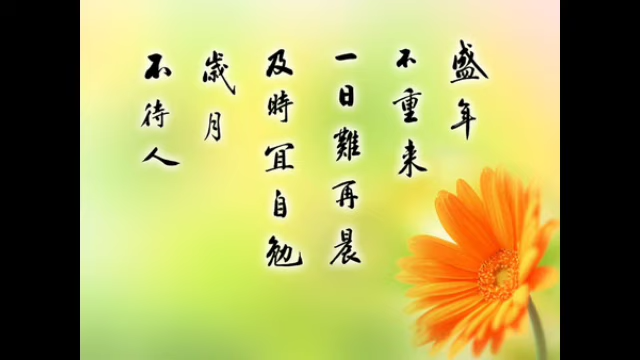 盛年
不重来
一日難再晨
及時宜自勉
歲月
不待人